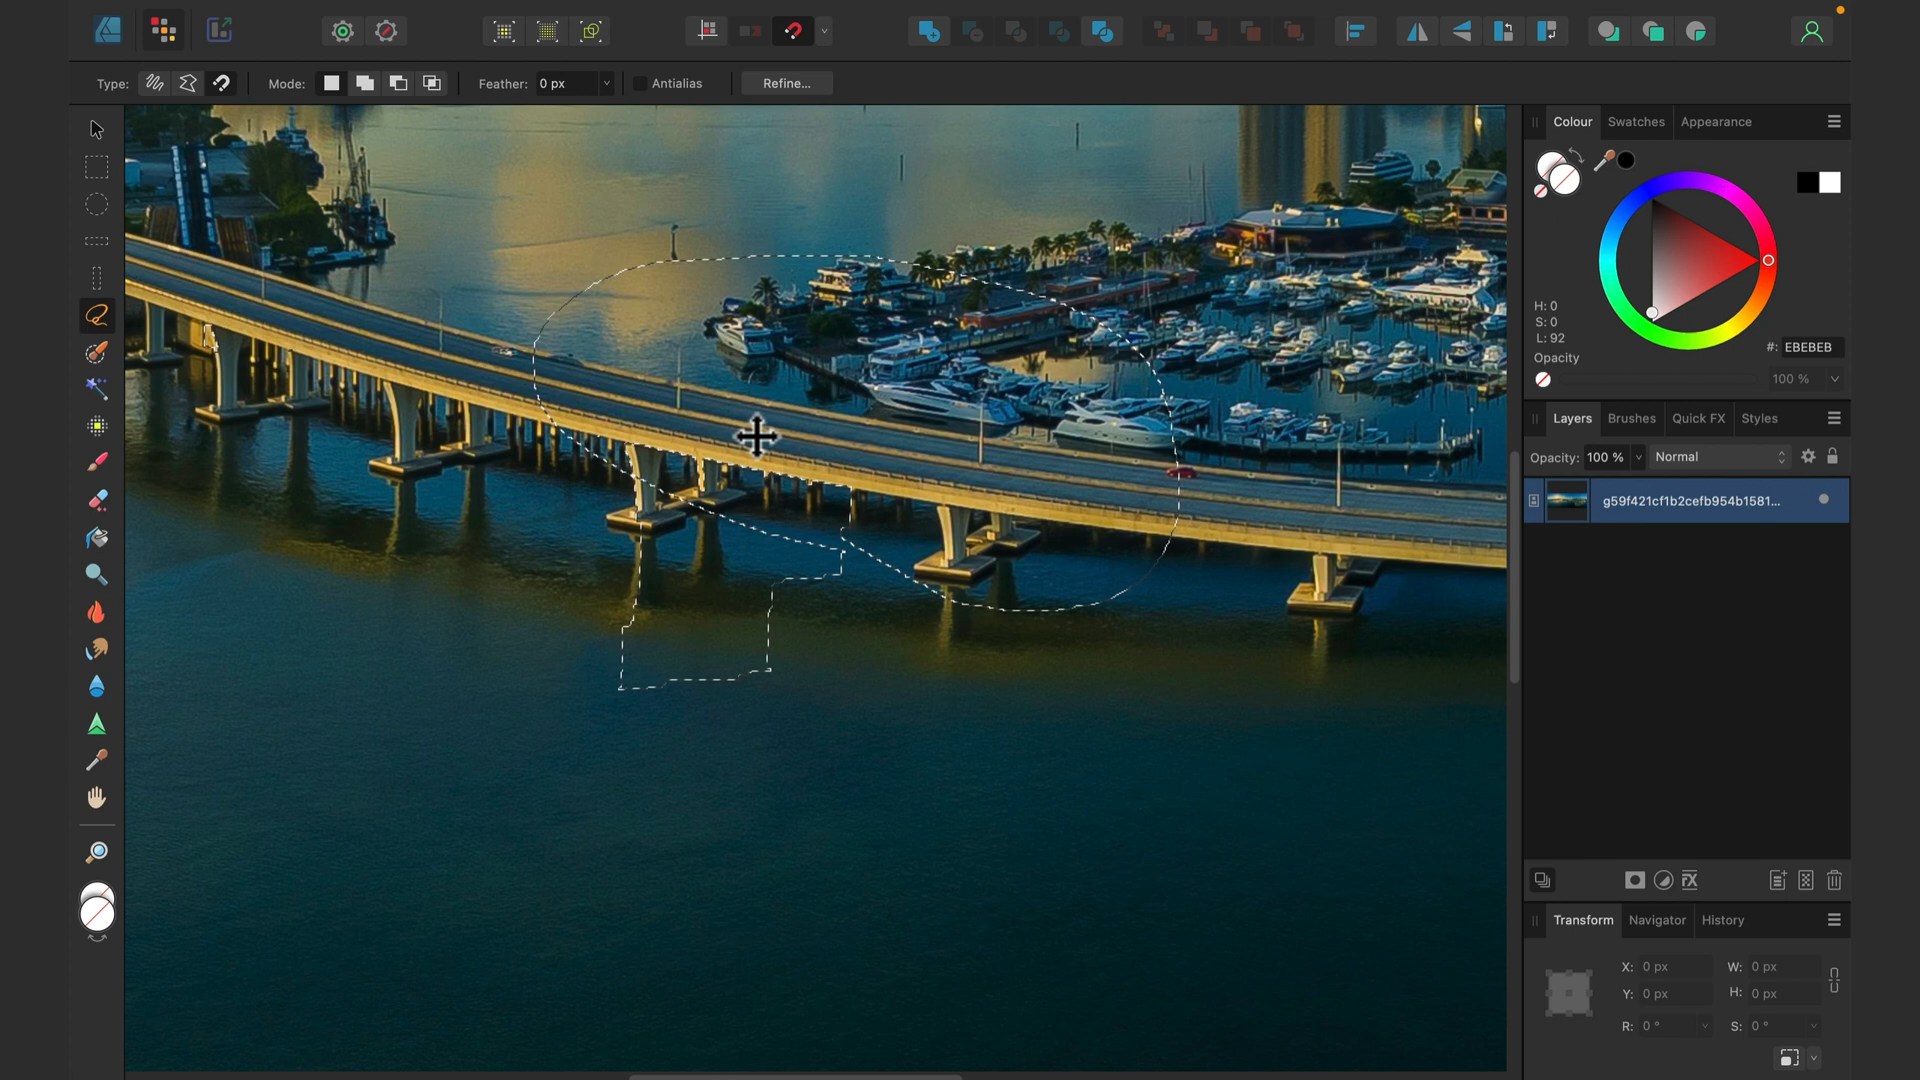 Type:
Mode:
Feather: 0 px
Antialias
Refine...
Colour Swatches Appearance
H: 0
S: 0
L: 92
#: EBEBEB
Opacity
100 %
Layers Brushes Quick FX Styles
Opacity: 100 % Normal
g59f421cf1b2cefb954b1581...
FX
Transform Navigator History
X: 0 px W: 0 px
Y: 0 px H: 0 px
R: 0 ° S: 0 °